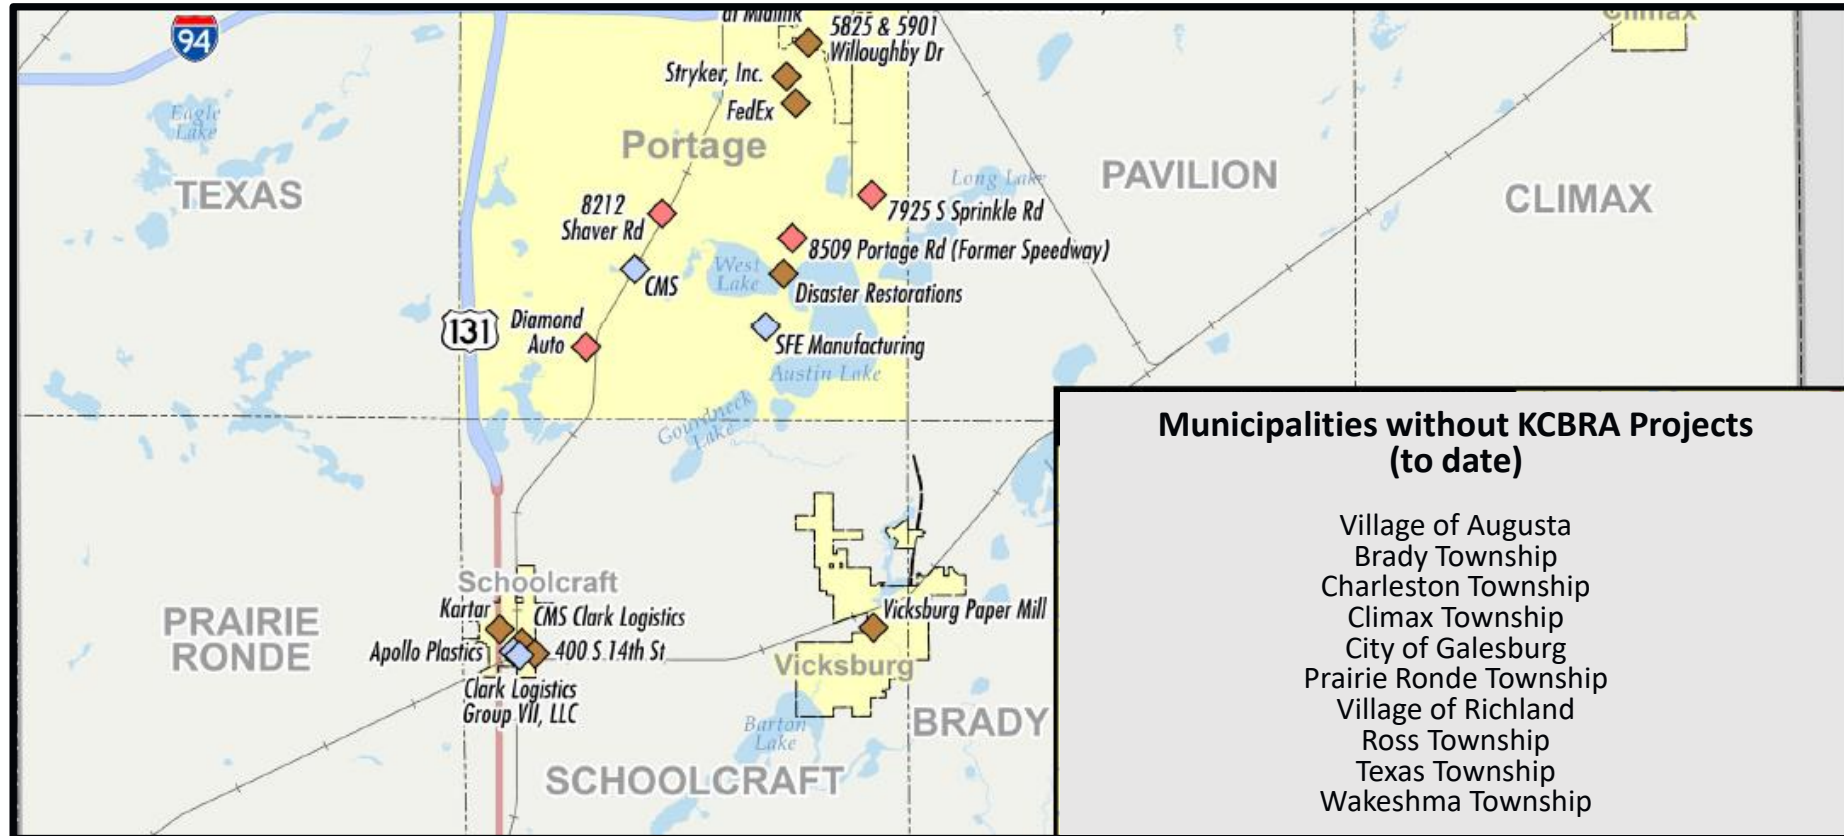 at Midlink
Climax
94
5825 & 5901
Willoughby Dr
Stryker, Inc.
FedEx
Eagle
Lake
Portage
TEXAS
PAVILION
CLIMAX
Long Lake
8212
Shaver Rd
7925 S Sprinkle Rd
8509 Portage Rd (Former Speedway)
West
Lake
CMS
Disaster Restorations
131
Diamond
Auto
SFE Manufacturing
Austin Lake
Gourdneck
Lake
Municipalities without KCBRA Projects
(to date)
Village of Augusta
Brady Township
Charleston Township
Climax Township
City of Galesburg
Prairie Ronde Township
Village of Richland
Ross Township
Texas Township
Wakeshma Township
Schoolcraft
Kartar
CMS Clark Logistics
Vicksburg Paper Mill
PRAIRIE
RONDE
Apollo Plastics
400 S 14th St
Vicksburg
Clark Logistics
Group VII, LLC
Barton
Lake
BRADY
SCHOOLCRAFT